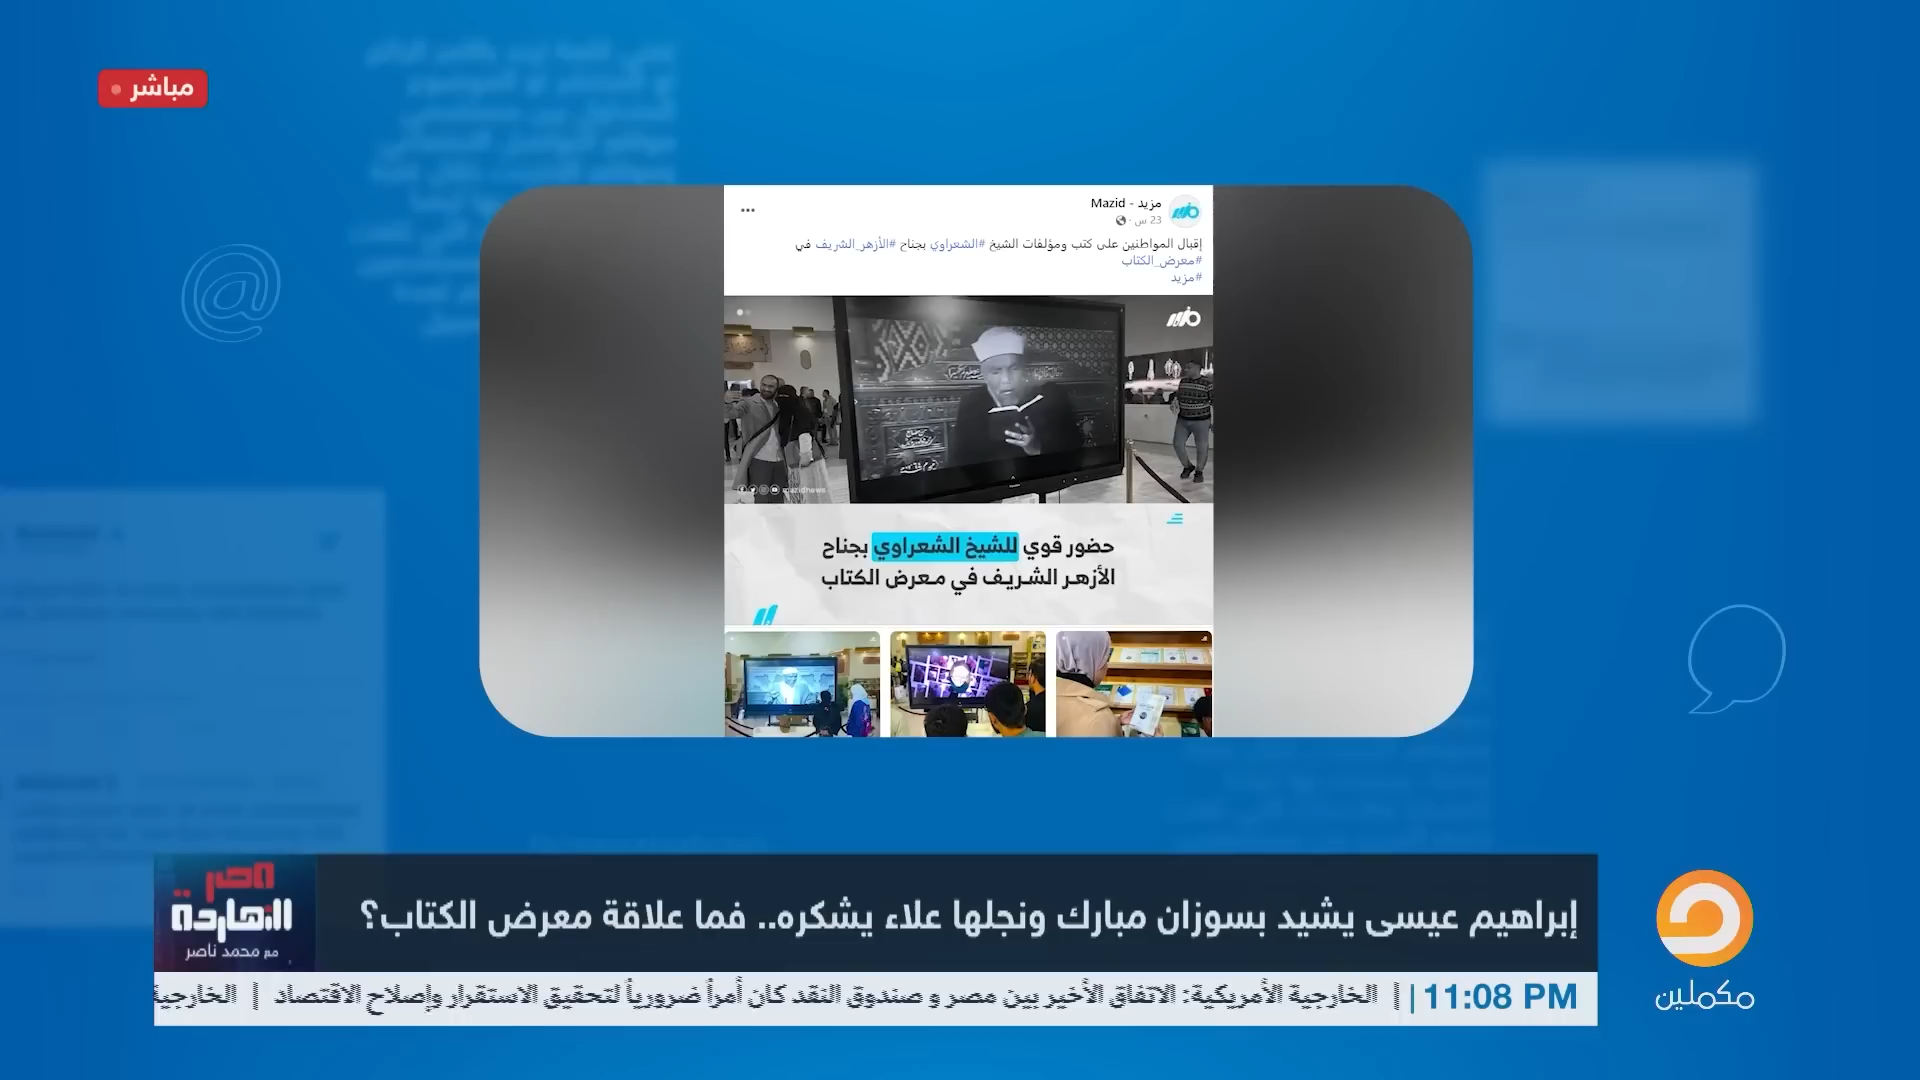 مباشر
مزيد - Mazid
23 س
إقبال المواطنين على كتب ومؤلفات الشيخ #الشعراوي بجناح #الأزهر_الشريف في
#معرض_الكتاب
#مزيد
mazidnews
حضور قوي للشيخ الشعراوي بجناح
الأزهر الشريف في معرض الكتاب
إبراهيم عيسى يشيد بسوزان مبارك ونجلها علاء يشكره.. فما علاقة معرض الكتاب؟
مصر
النهاردة
مع محمد ناصر
11:08 PM | | الخارجية الأمريكية: الاتفاق الأخير بين مصر و صندوق النقد كان أمراً ضرورياً لتحقيق الاستقرار وإصلاح الاقتصاد | الخارجية
مكملين